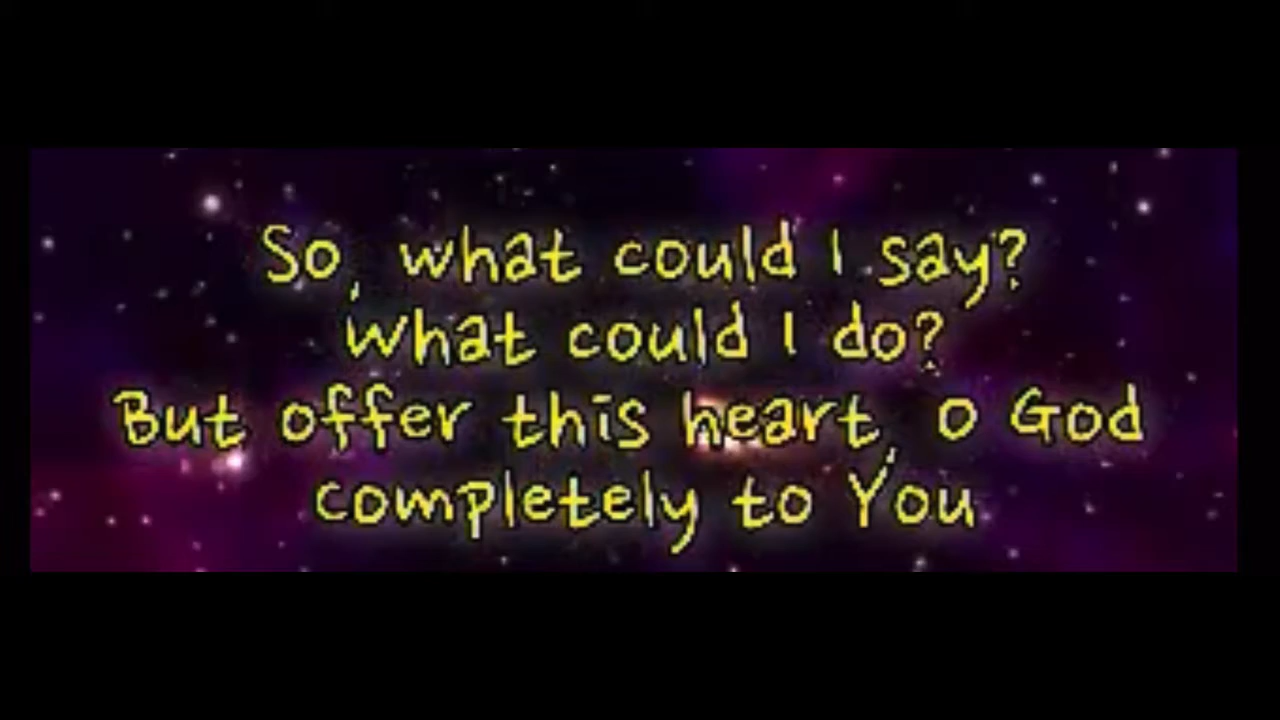 So, what could I say?
What could I do?
But offer this heart, O God
completely to You